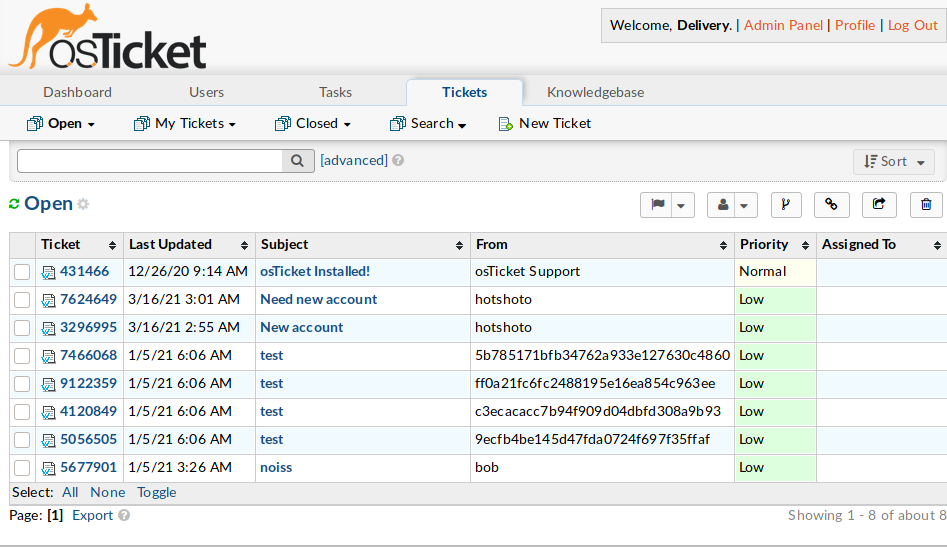 osTicket
Welcome, Delivery. | Admin Panel | Profile | Log Out
Dashboard Users Tasks Tickets Knowledgebase
Open My Tickets Closed Search New Ticket
[advanced] Sort
Open
Ticket Last Updated Subject From Priority Assigned To
431466 12/26/20 9:14 AM osTicket Installed! osTicket Support Normal
7624649 3/16/21 3:01 AM Need new account hotshoto Low
3296995 3/16/21 2:55 AM New account hotshoto Low
7466068 1/5/21 6:06 AM test 5b785171bfb34762a933e127630c4860 Low
9122359 1/5/21 6:06 AM test ff0a21fc6fc2488195e16ea854c963ee Low
4120849 1/5/21 6:06 AM test c3ecacacc7b94f909d04dbfd308a9b93 Low
5056505 1/5/21 6:06 AM test 9ecfb4be145d47fda0724f697f35ffaf Low
5677901 1/5/21 3:26 AM noiss bob Low
Select: All None Toggle
Page: [1] Export Showing 1 - 8 of about 8